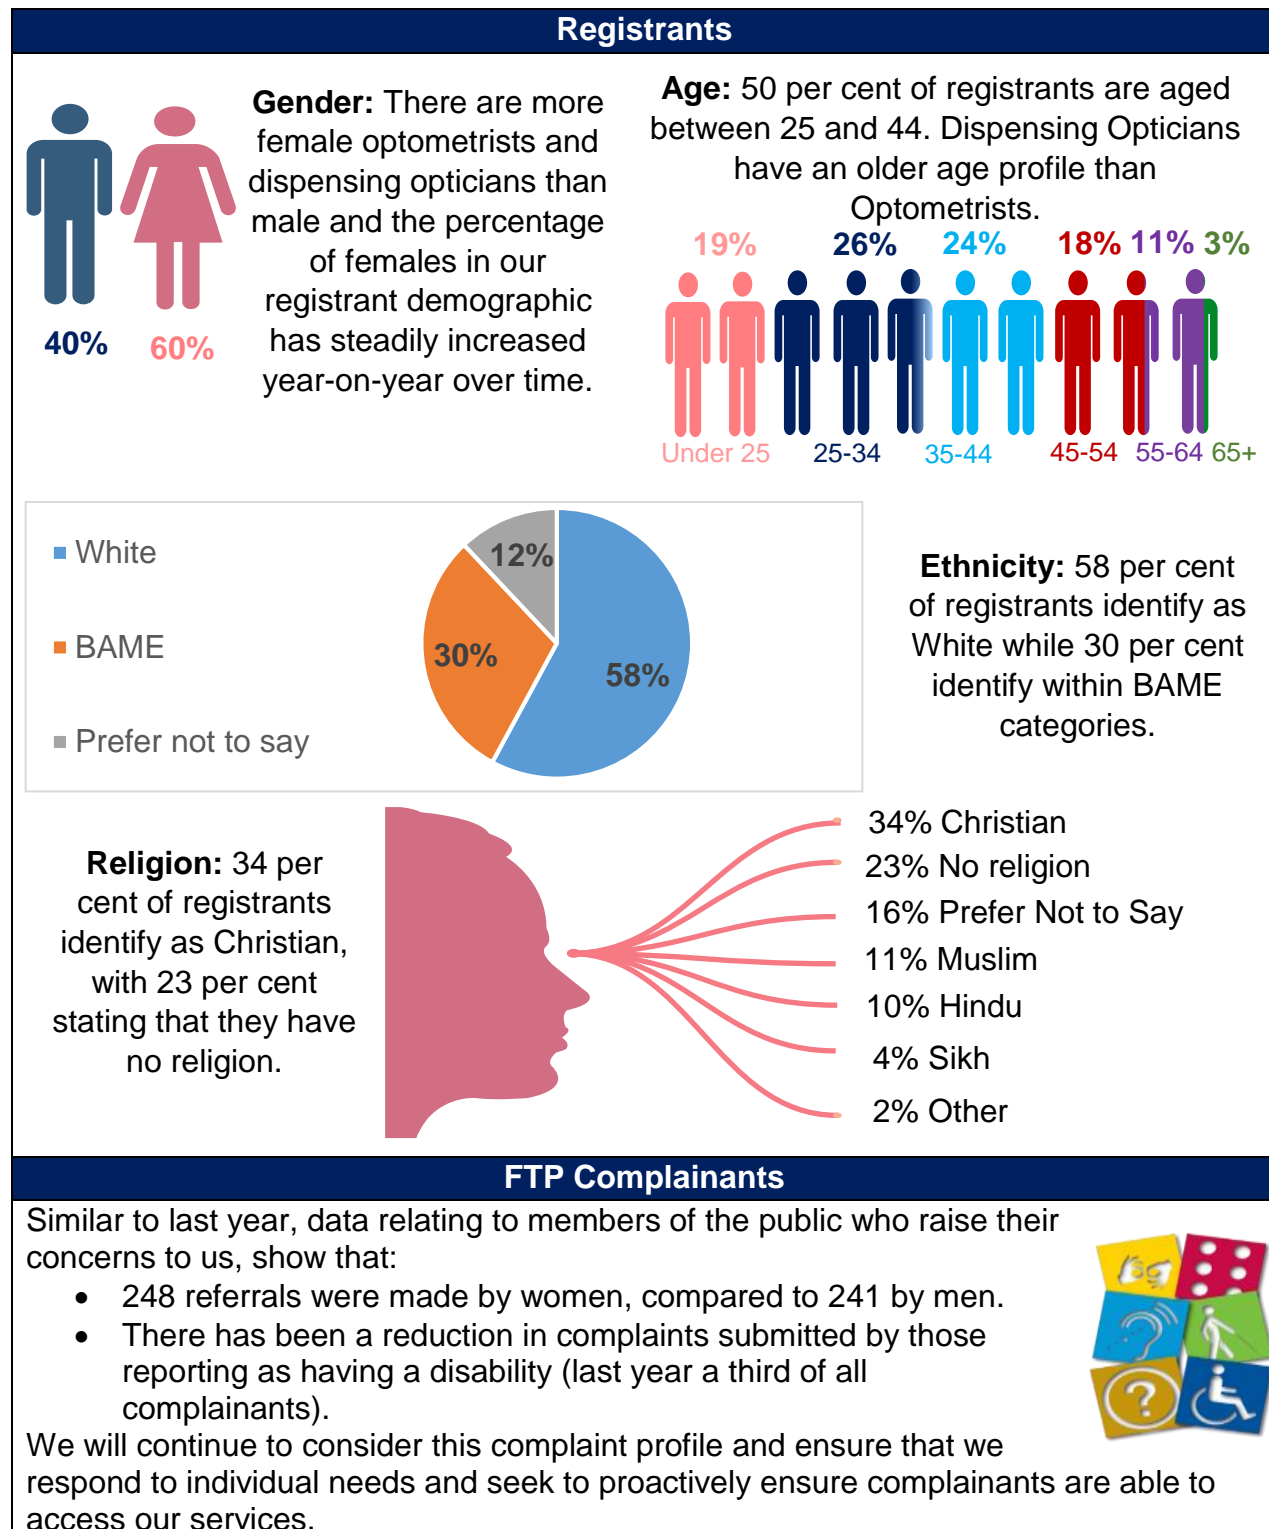 Registrants
Gender: There are more
female optometrists and
dispensing opticians than
male and the percentage
of females in our
registrant demographic
has steadily increased
year-on-year over time.
40%
60%
Age: 50 per cent of registrants are aged
between 25 and 44. Dispensing Opticians
have an older age profile than
Optometrists.
19% 26% 24% 18% 11% 3%
Under 25 25-34 35-44 45-54 55-64 65+
White
BAME
Prefer not to say
12%
30%
58%
Ethnicity: 58 per cent
of registrants identify as
White while 30 per cent
identify within BAME
categories.
Religion: 34 per
cent of registrants
identify as Christian,
with 23 per cent
stating that they have
no religion.
34% Christian
23% No religion
16% Prefer Not to Say
11% Muslim
10% Hindu
4% Sikh
2% Other
FTP Complainants
Similar to last year, data relating to members of the public who raise their
concerns to us, show that:
• 248 referrals were made by women, compared to 241 by men.
• There has been a reduction in complaints submitted by those
reporting as having a disability (last year a third of all
complainants).
We will continue to consider this complaint profile and ensure that we
respond to individual needs and seek to proactively ensure complainants are able to
access our services.
?